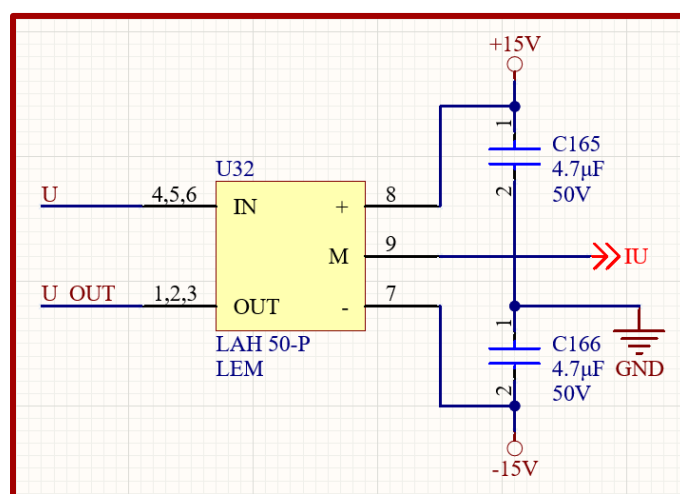 +15V
1
C165
4.7μF
50V
2
U32
U
4,5,6
IN
+
8
M
9
IU
U_OUT
1,2,3
OUT
-
7
LAH 50-P
LEM
1
C166
4.7μF
50V
2
GND
-15V